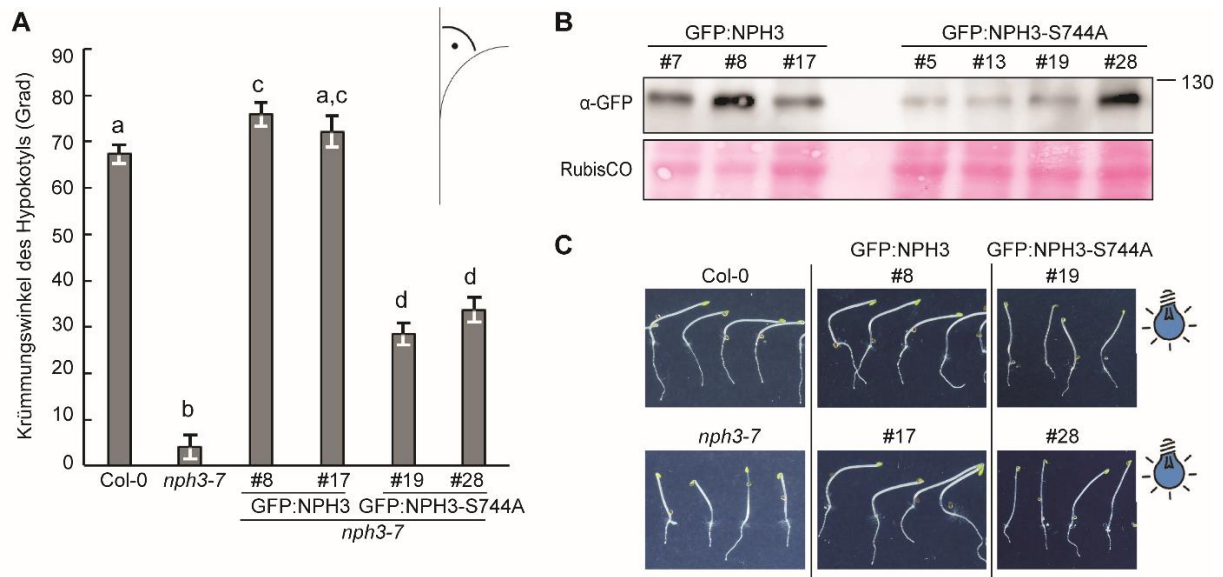 A
Krümmungswinkel des Hypokotyls (Grad)
90
80
70
60
50
40
30
20
10
0
a
b
c
a,c
d
d
Col-0
nph3-7
#8
#17
#19
#28
GFP:NPH3
GFP:NPH3-S744A
nph3-7
B
GFP:NPH3
GFP:NPH3-S744A
#7
#8
#17
#5
#13
#19
#28
130
α-GFP
RubisCO
C
GFP:NPH3
GFP:NPH3-S744A
Col-0
#8
#19
nph3-7
#17
#28